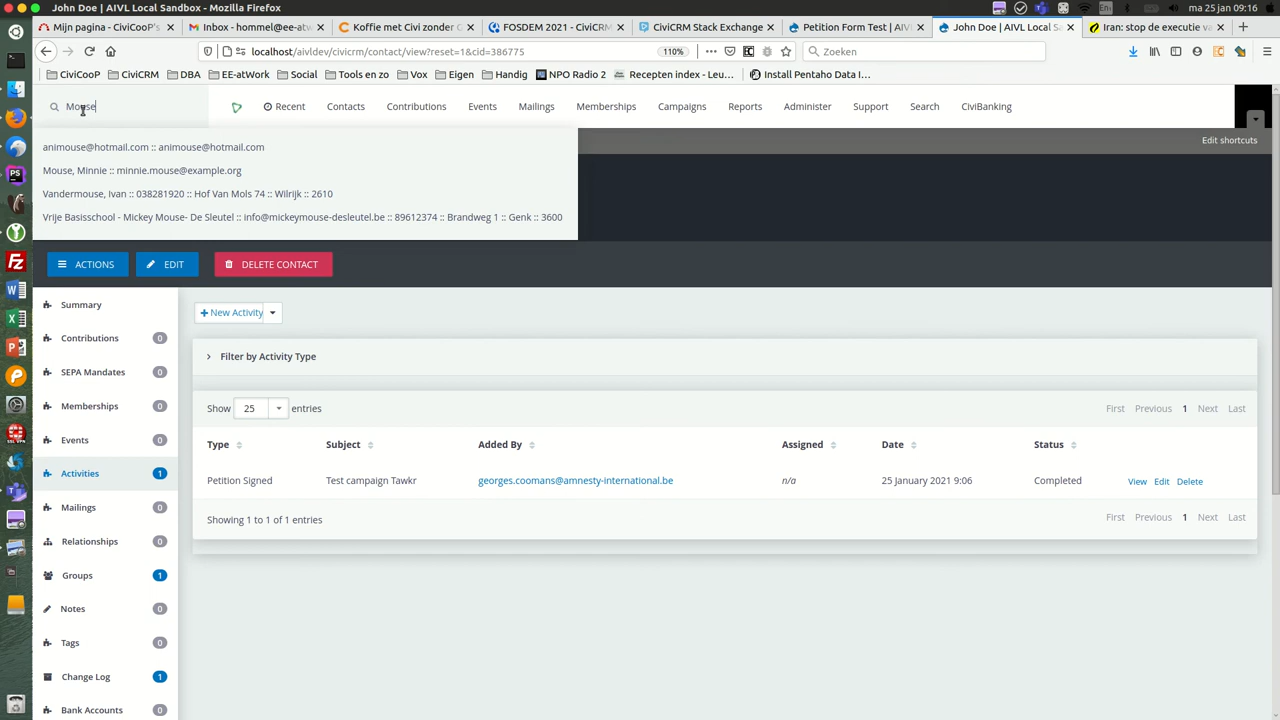 John Doe | AIVL Local Sandbox - Mozilla Firefox
En
ma 25 jan 09:16
Mijn pagina - CiviCooP's
Inbox - hommel@ee-atw
Koffie met Civi zonder
FOSDEM 2021 - CiviCRM
CiviCRM Stack Exchange
Petition Form Test | AIVL
John Doe | AIVL Local Sa
Iran: stop de executie va
localhost/aivldev/civicrm/contact/view?reset=1&cid=386775
110%
Zoeken
CiviCooP
CiviCRM
DBA
EE-atWork
Social
Tools en zo
Vox
Eigen
Handig
NPO Radio 2
Recepten index - Leu...
Install Pentaho Data I...
Mouse
Recent
Contacts
Contributions
Events
Mailings
Memberships
Campaigns
Reports
Administer
Support
Search
CiviBanking
Edit shortcuts
animouse@hotmail.com :: animouse@hotmail.com
Mouse, Minnie :: minnie.mouse@example.org
Vandermouse, Ivan :: 038281920 :: Hof Van Mols 74 :: Wilrijk :: 2610
Vrije Basisschool - Mickey Mouse- De Sleutel :: info@mickeymouse-desleutel.be :: 89612374 :: Brandweg 1 :: Genk :: 3600
ACTIONS
EDIT
DELETE CONTACT
Summary
Contributions 0
SEPA Mandates 0
Memberships 0
Events 0
Activities 1
Mailings 0
Relationships 0
Groups 1
Notes 0
Tags 0
Change Log 1
Bank Accounts 0
+ New Activity
Filter by Activity Type
Show 25 entries
First Previous 1 Next Last
Type Subject Added By Assigned Date Status
Petition Signed Test campaign Tawkr georges.coomans@amnesty-international.be n/a 25 January 2021 9:06 Completed View Edit Delete
Showing 1 to 1 of 1 entries
First Previous 1 Next Last